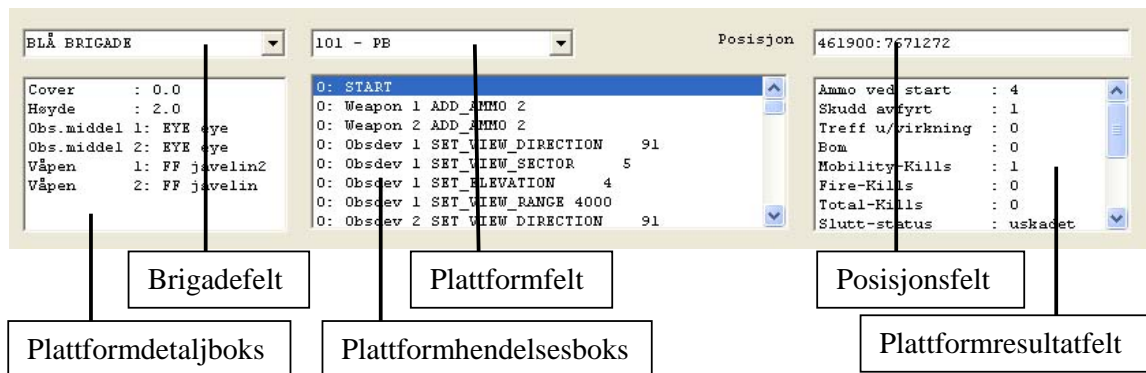 BLÅ BRIGADE
101 - PB
Posisjon
461900:7671272
Cover : 0.0
Høyde : 2.0
Obs.middel 1: EYE eye
Obs.middel 2: EYE eye
Våpen 1: FF javelin2
Våpen 2: FF javelin
0: START
0: Weapon 1 ADD_AMMO 2
0: Weapon 2 ADD_AMMO 2
0: Obsdev 1 SET_VIEW_DIRECTION 91
0: Obsdev 1 SET_VIEW_SECTOR 5
0: Obsdev 1 SET_ELEVATION 4
0: Obsdev 1 SET_VIEW_RANGE 4000
0: Obsdev 2 SET_VIEW_DIRECTION 91
Ammo ved start : 4
Skudd avfyrt : 1
Treff u/virkning : 0
Bom : 0
Mobility-Kills : 1
Fire-Kills : 0
Total-Kills : 0
Slutt-status : uskadet
Brigadefelt
Plattformfelt
Posisjonsfelt
Plattformdetaljboks
Plattformhendelsesboks
Plattformresultatfelt